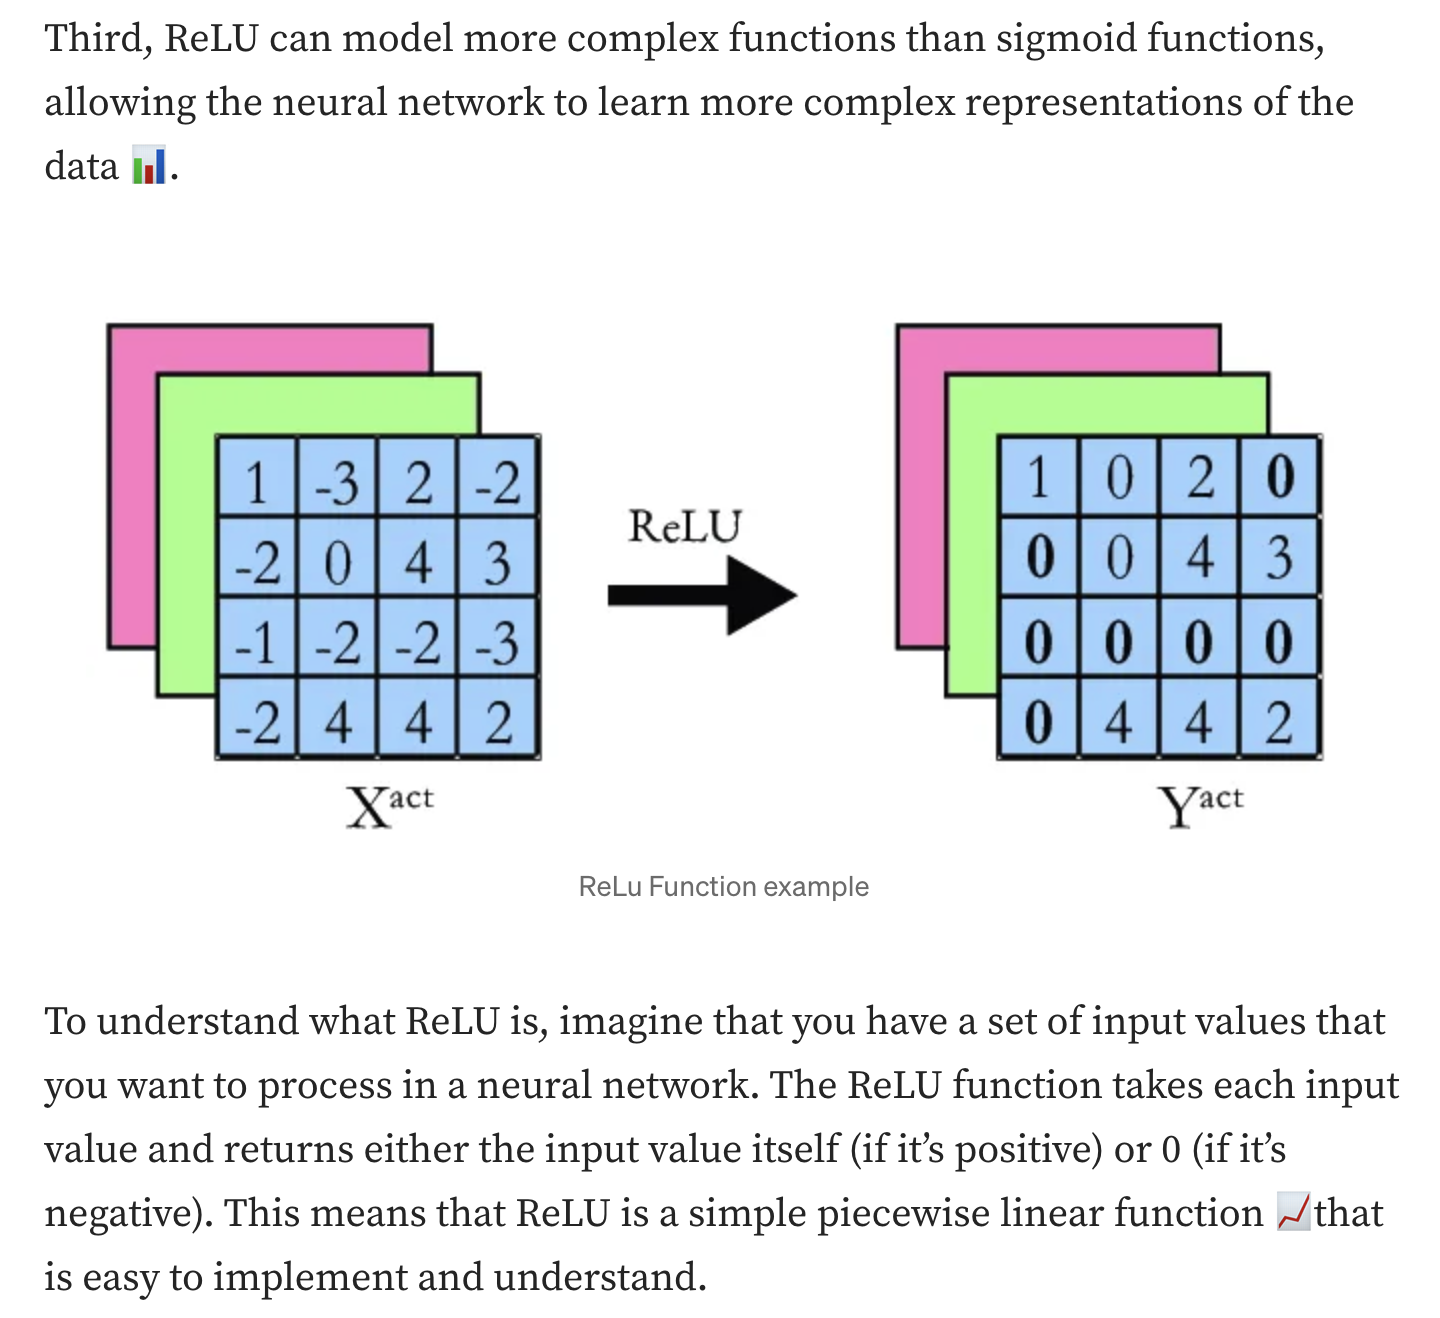 Third, ReLU can model more complex functions than sigmoid functions,
allowing the neural network to learn more complex representations of the
data 📊.
1 -3 2 -2
-2 0 4 3
-1 -2 -2 -3
-2 4 4 2
Xact
ReLU
1 0 2 0
0 0 4 3
0 0 0 0
0 4 4 2
Yact
ReLu Function example
To understand what ReLU is, imagine that you have a set of input values that
you want to process in a neural network. The ReLU function takes each input
value and returns either the input value itself (if it’s positive) or 0 (if it’s
negative). This means that ReLU is a simple piecewise linear function 📈that
is easy to implement and understand.